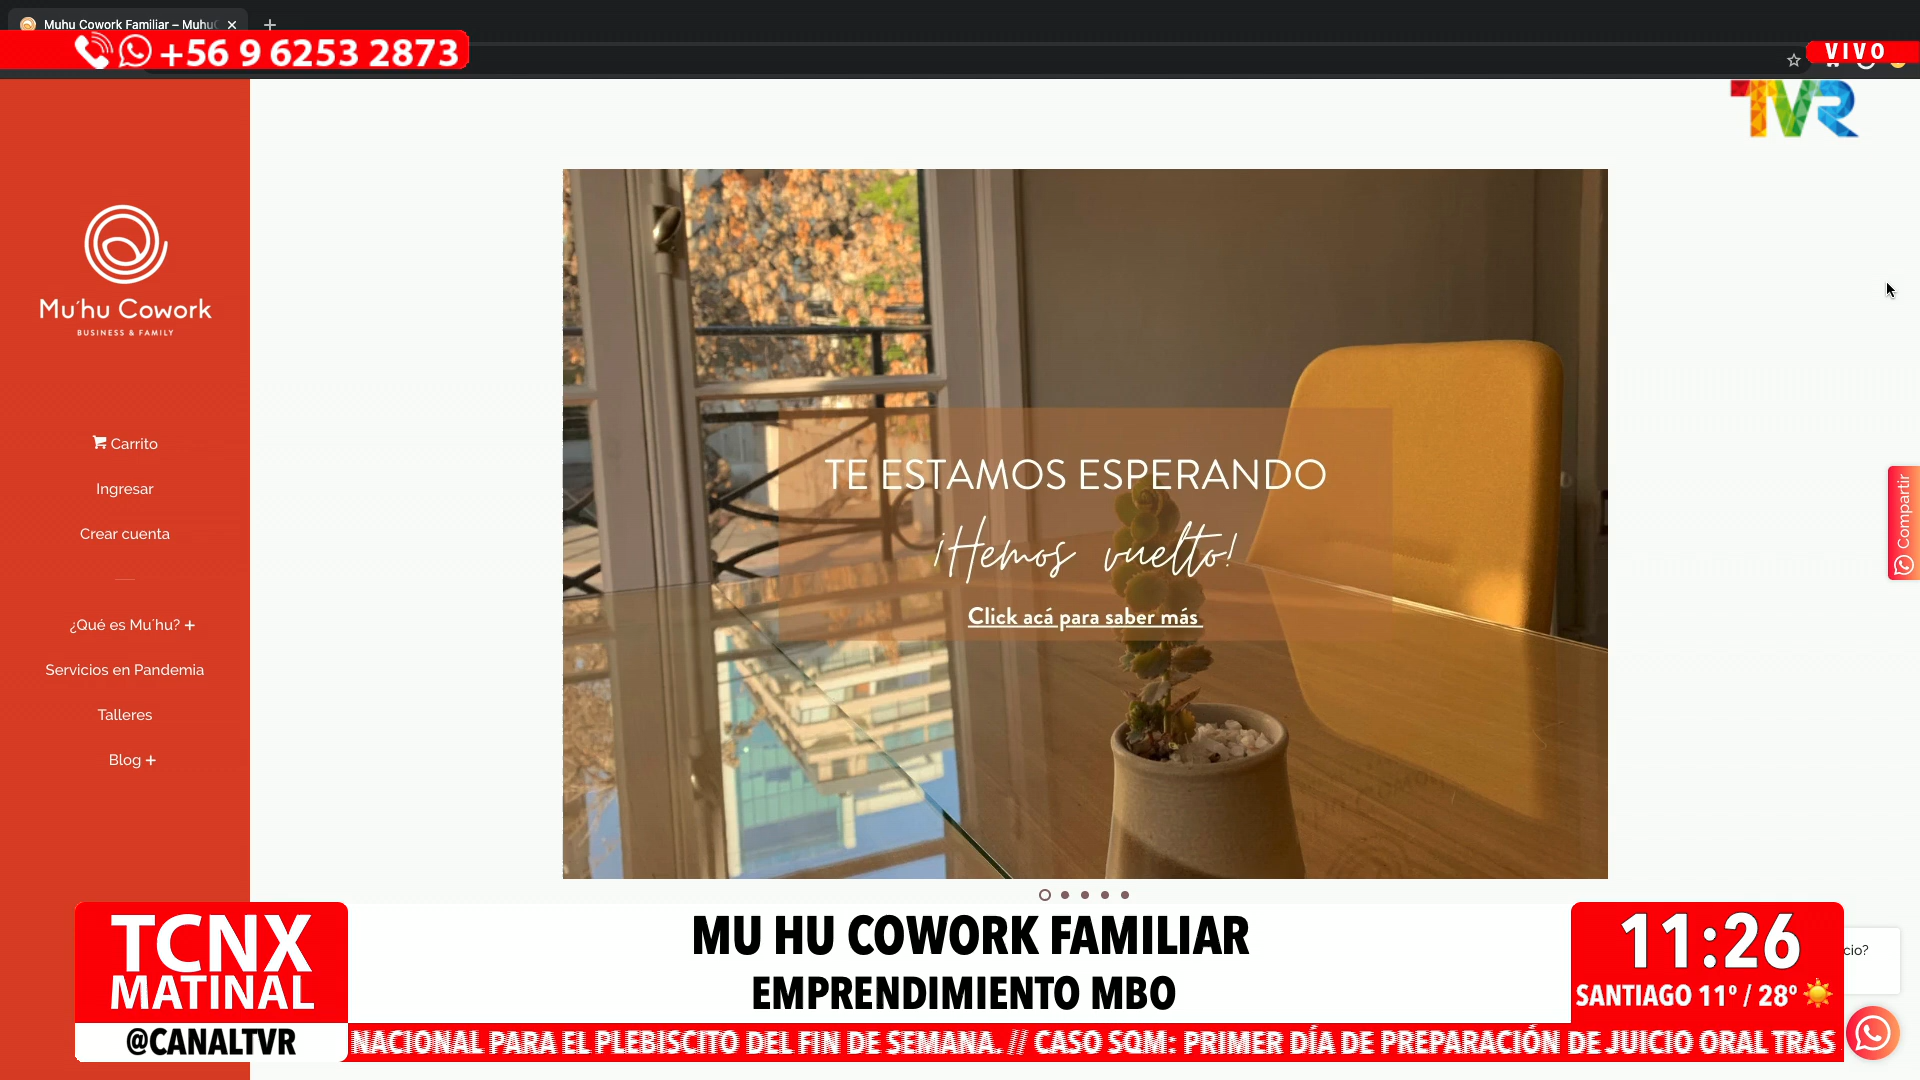 Muhu Cowork Familiar – Muhu
+56 9 6253 2873
VIVO
TVR
Mu´hu Cowork
BUSINESS & FAMILY
Carrito
Ingresar
Crear cuenta
¿Qué es Mu´hu? +
Servicios en Pandemia
Talleres
Blog +
TE ESTAMOS ESPERANDO
¡Hemos vuelto!
Click acá para saber más
Compartir
TCNX
MATINAL
@CANALTVR
MU HU COWORK FAMILIAR
EMPRENDIMIENTO MBO
11:26
SANTIAGO 11º / 28º
cio?
NACIONAL PARA EL PLEBISCITO DEL FIN DE SEMANA. // CASO SQM: PRIMER DÍA DE PREPARACIÓN DE JUICIO ORAL TRAS